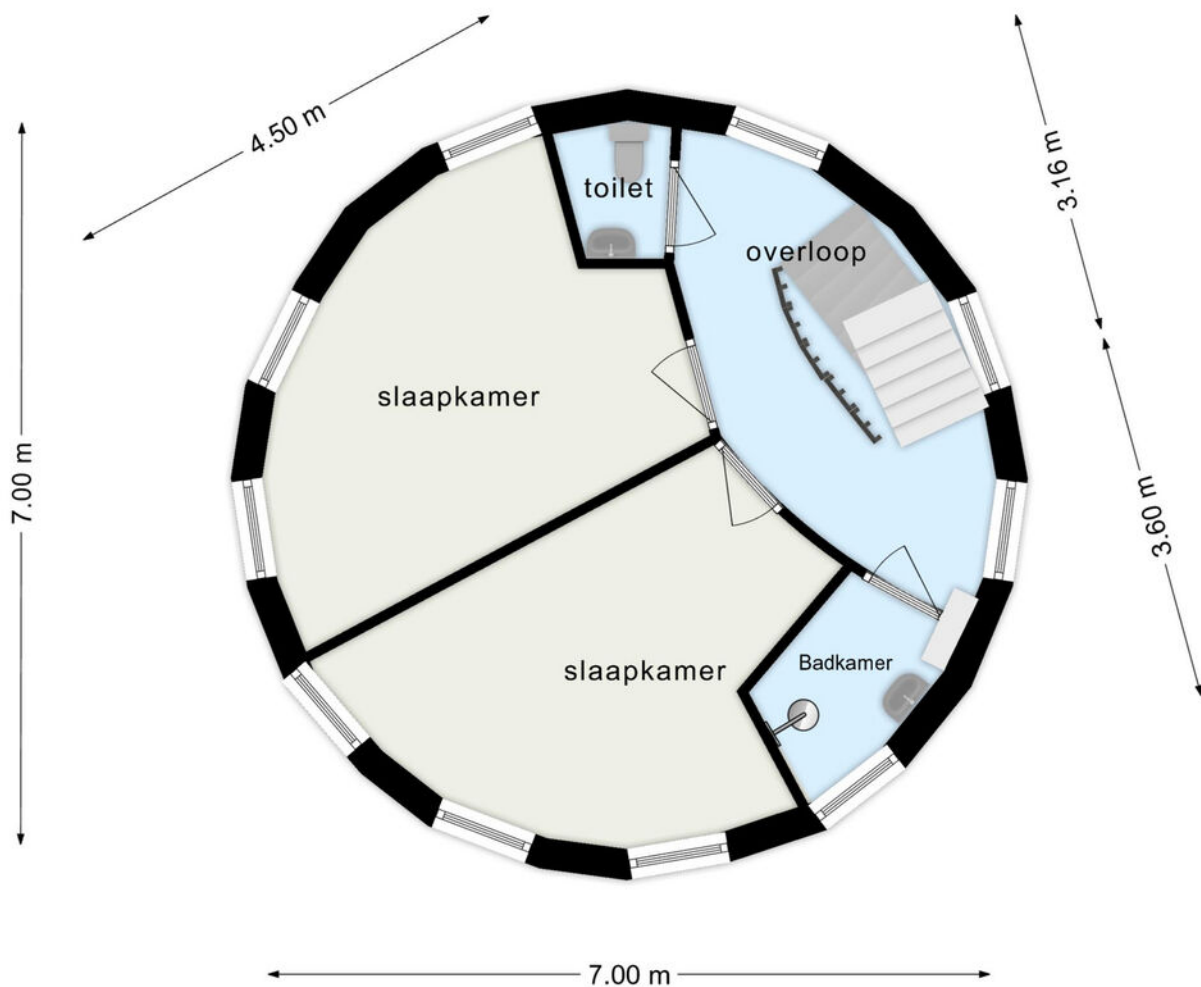 4.50 m
3.16 m
toilet
overloop
slaapkamer
7.00 m
3.60 m
slaapkamer
Badkamer
7.00 m